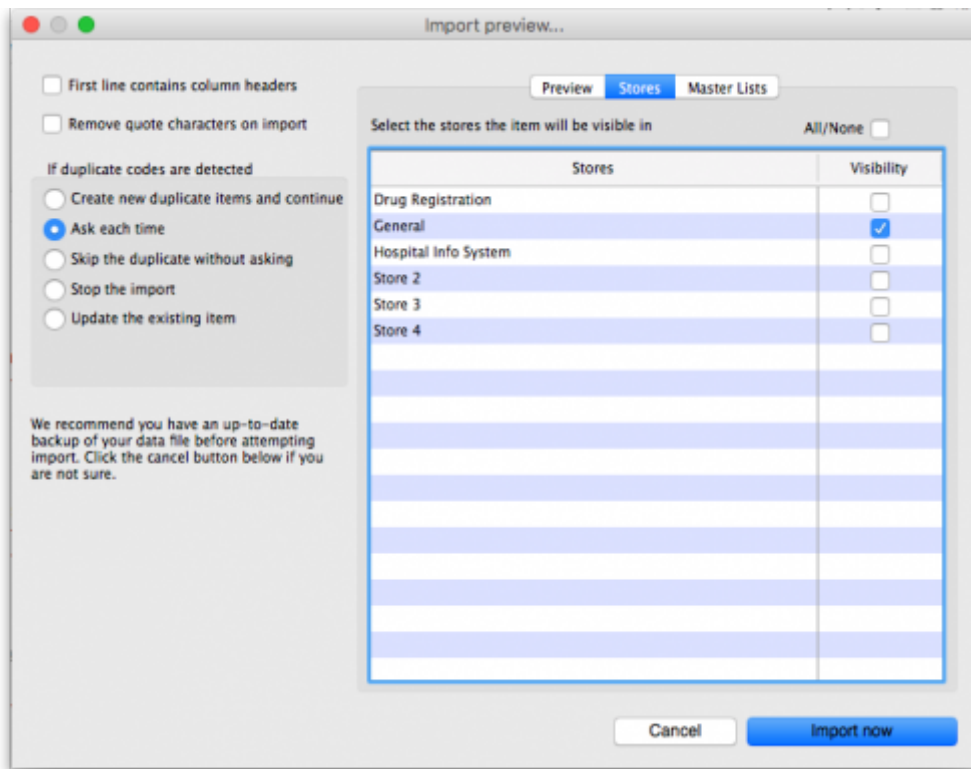 Import preview...
First line contains column headers
Remove quote characters on import
If duplicate codes are detected
Create new duplicate items and continue
Ask each time
Skip the duplicate without asking
Stop the import
Update the existing item
We recommend you have an up-to-date
backup of your data file before attempting
import. Click the cancel button below if you
are not sure.
Preview Stores Master Lists
Select the stores the item will be visible in All/None
Stores Visibility
Drug Registration
General
Hospital Info System
Store 2
Store 3
Store 4
Cancel Import now